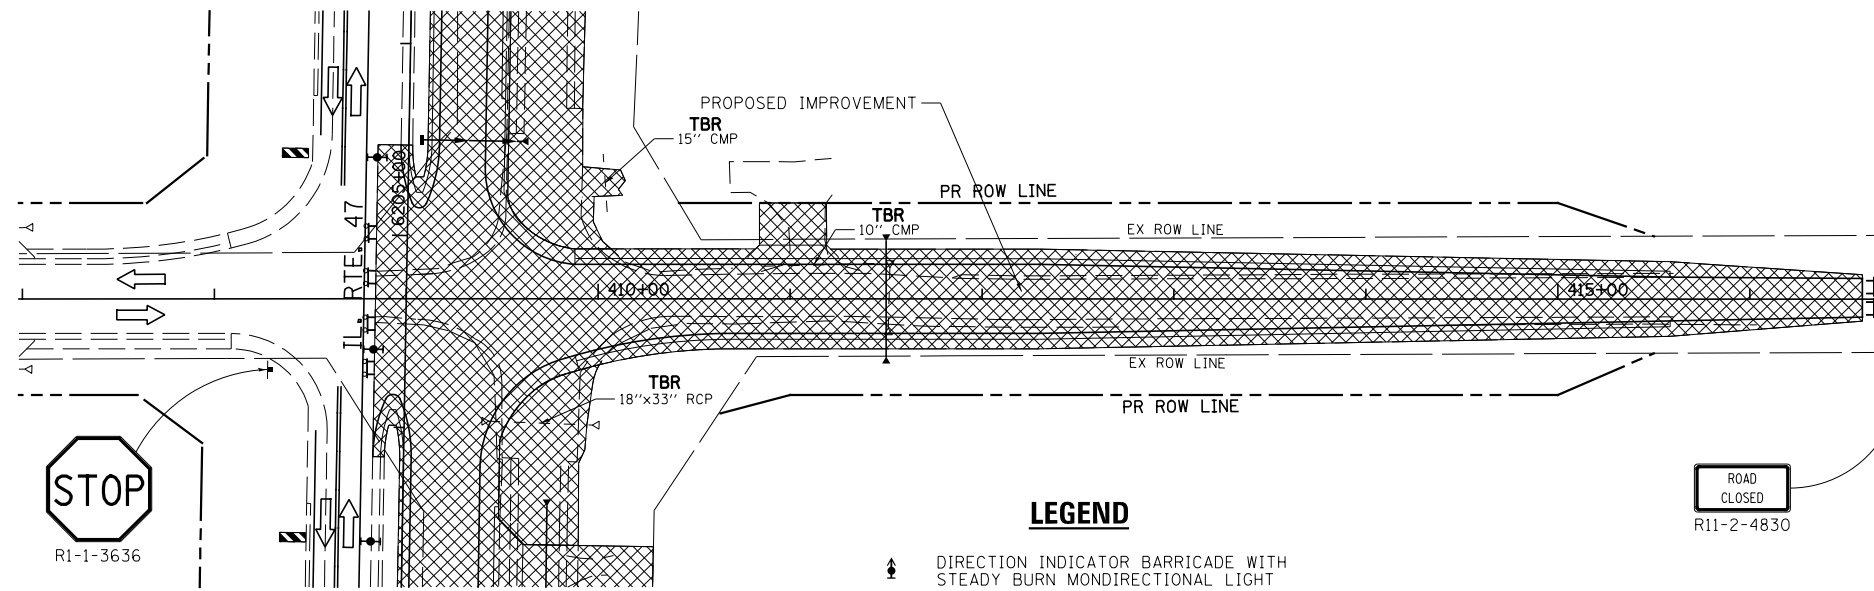 PROPOSED IMPROVEMENT
TBR
15'' CMP
6205+00
IL. RTE. 47
PR ROW LINE
TBR
10'' CMP
EX ROW LINE
410+00
415+00
EX ROW LINE
TBR
18''x33'' RCP
PR ROW LINE
STOP
R1-1-3636
ROAD
CLOSED
R11-2-4830
LEGEND
DIRECTION INDICATOR BARRICADE WITH
STEADY BURN MONDIRECTIONAL LIGHT